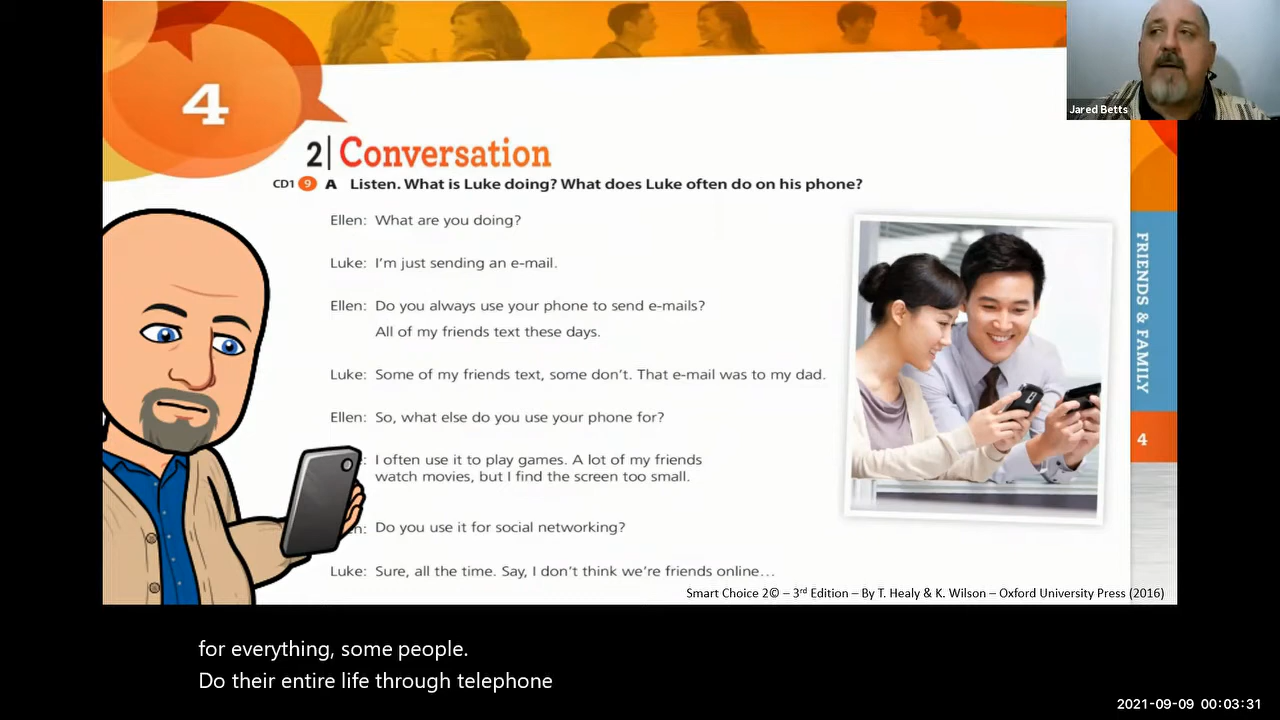 4
Jared Betts
2| Conversation
CD1 9 A Listen. What is Luke doing? What does Luke often do on his phone?
Ellen: What are you doing?
Luke: I'm just sending an e-mail.
Ellen: Do you always use your phone to send e-mails?
All of my friends text these days.
Luke: Some of my friends text, some don't. That e-mail was to my dad.
Ellen: So, what else do you use your phone for?
: I often use it to play games. A lot of my friends
watch movies, but I find the screen too small.
n: Do you use it for social networking?
Luke: Sure, all the time. Say, I don't think we're friends online...
FRIENDS & FAMILY
4
Smart Choice 2© – 3rd Edition – By T. Healy & K. Wilson – Oxford University Press (2016)
for everything, some people.
Do their entire life through telephone
2021-09-09 00:03:31